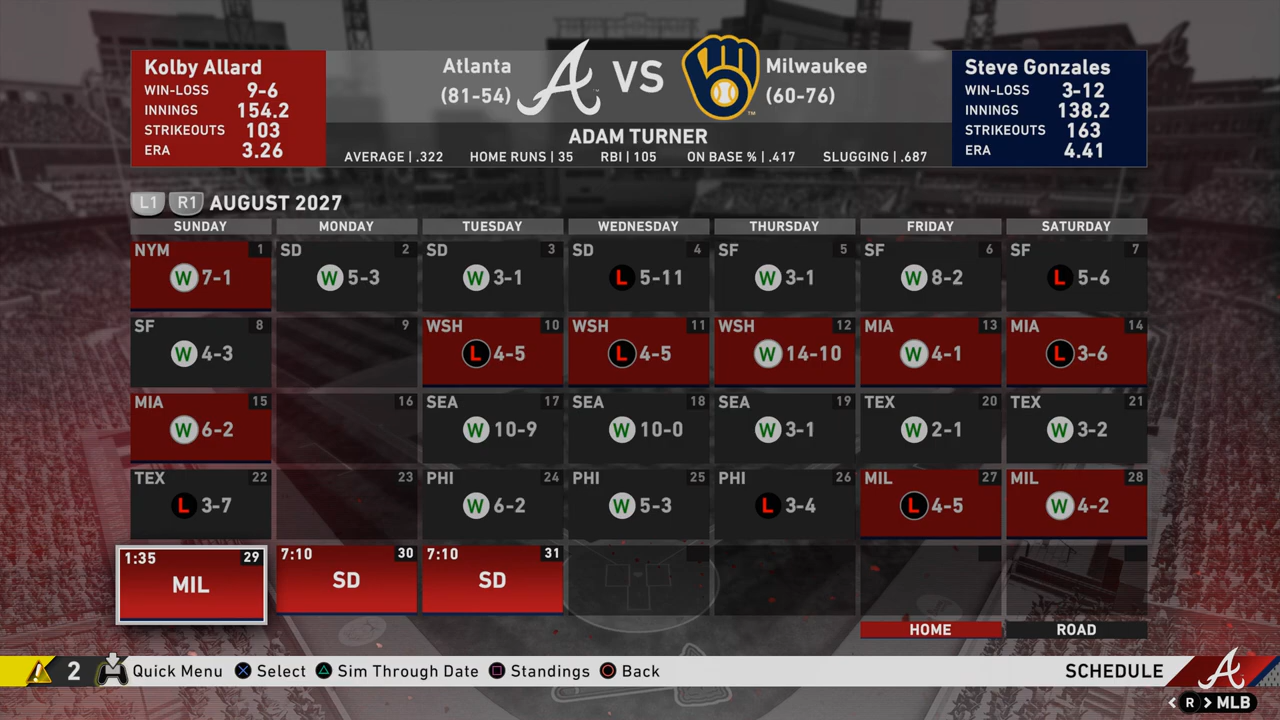 Kolby Allard
WIN-LOSS 9-6
INNINGS 154.2
STRIKEOUTS 103
ERA 3.26
Atlanta
(81-54)
A
VS
Milwaukee
(60-76)
Steve Gonzales
WIN-LOSS 3-12
INNINGS 138.2
STRIKEOUTS 163
ERA 4.41
ADAM TURNER
AVERAGE | .322 HOME RUNS | 35 RBI | 105 ON BASE % | .417 SLUGGING | .687
L1 R1 AUGUST 2027
SUNDAY MONDAY TUESDAY WEDNESDAY THURSDAY FRIDAY SATURDAY
NYM 1 SD 2 SD 3 SD 4 SF 5 SF 6 SF 7
W 7-1 W 5-3 W 3-1 L 5-11 W 3-1 W 8-2 L 5-6
SF 8 9 WSH 10 WSH 11 WSH 12 MIA 13 MIA 14
W 4-3 L 4-5 L 4-5 W 14-10 W 4-1 L 3-6
MIA 15 16 SEA 17 SEA 18 SEA 19 TEX 20 TEX 21
W 6-2 W 10-9 W 10-0 W 3-1 W 2-1 W 3-2
TEX 22 23 PHI 24 PHI 25 PHI 26 MIL 27 MIL 28
L 3-7 W 6-2 W 5-3 L 3-4 L 4-5 W 4-2
1:35 29 7:10 30 7:10 31
MIL SD SD
HOME ROAD
2 Quick Menu Select Sim Through Date Standings Back
SCHEDULE A
< R > MLB